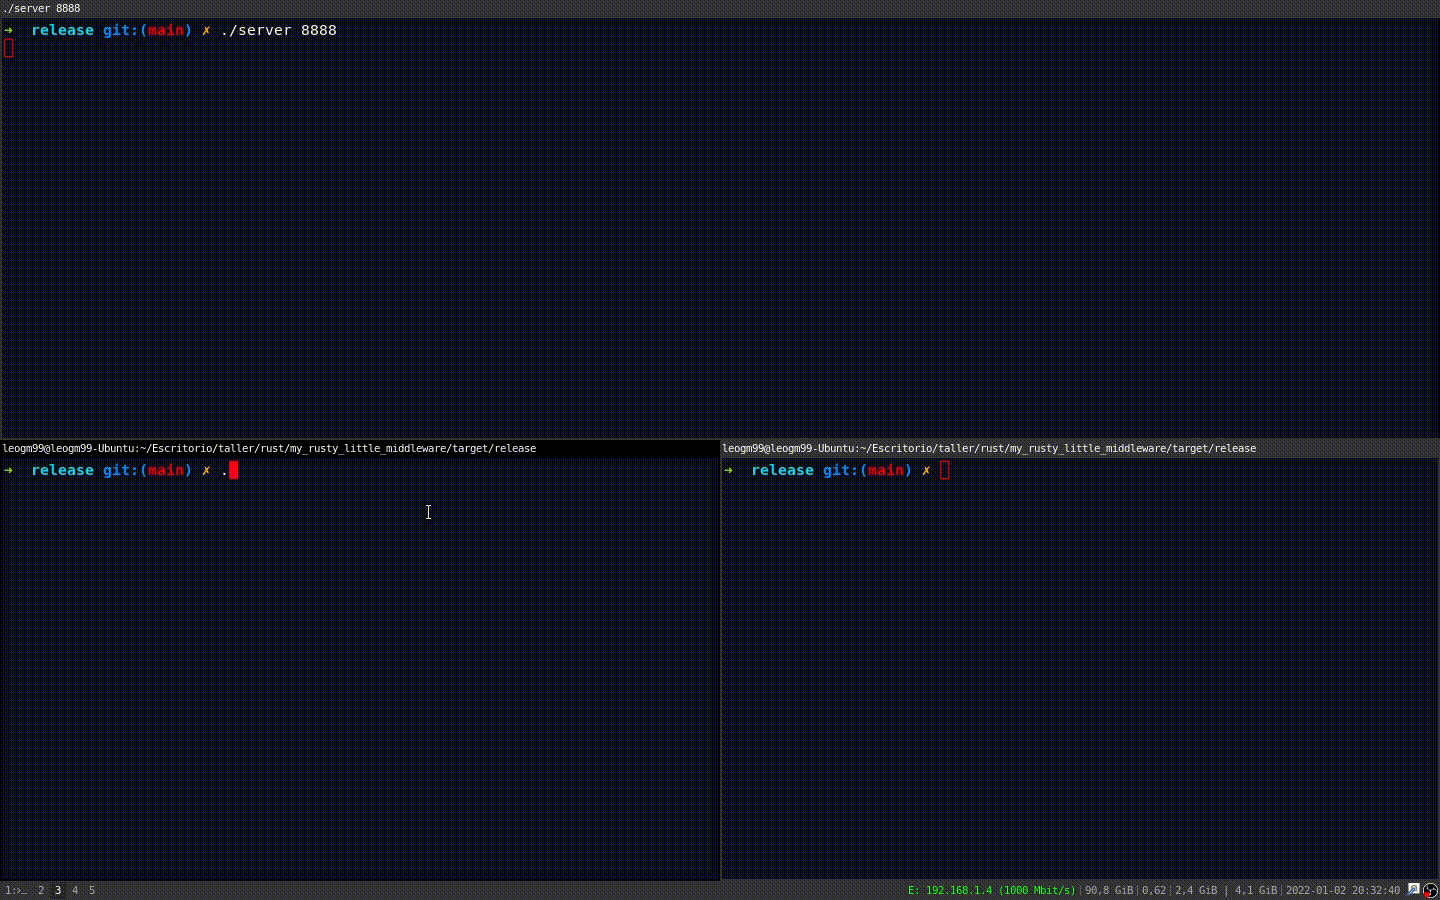 ./server 8888
➜  release git:(main) ✗ ./server 8888
leogm99@leogm99-Ubuntu:~/Escritorio/taller/rust/my_rusty_little_middleware/target/release
➜  release git:(main) ✗ .
leogm99@leogm99-Ubuntu:~/Escritorio/taller/rust/my_rusty_little_middleware/target/release
➜  release git:(main) ✗
1:›_ 2 3 4 5
E: 192.168.1.4 (1000 Mbit/s)|90,8 GiB|0,62|2,4 GiB | 4,1 GiB|2022-01-02 20:32:40